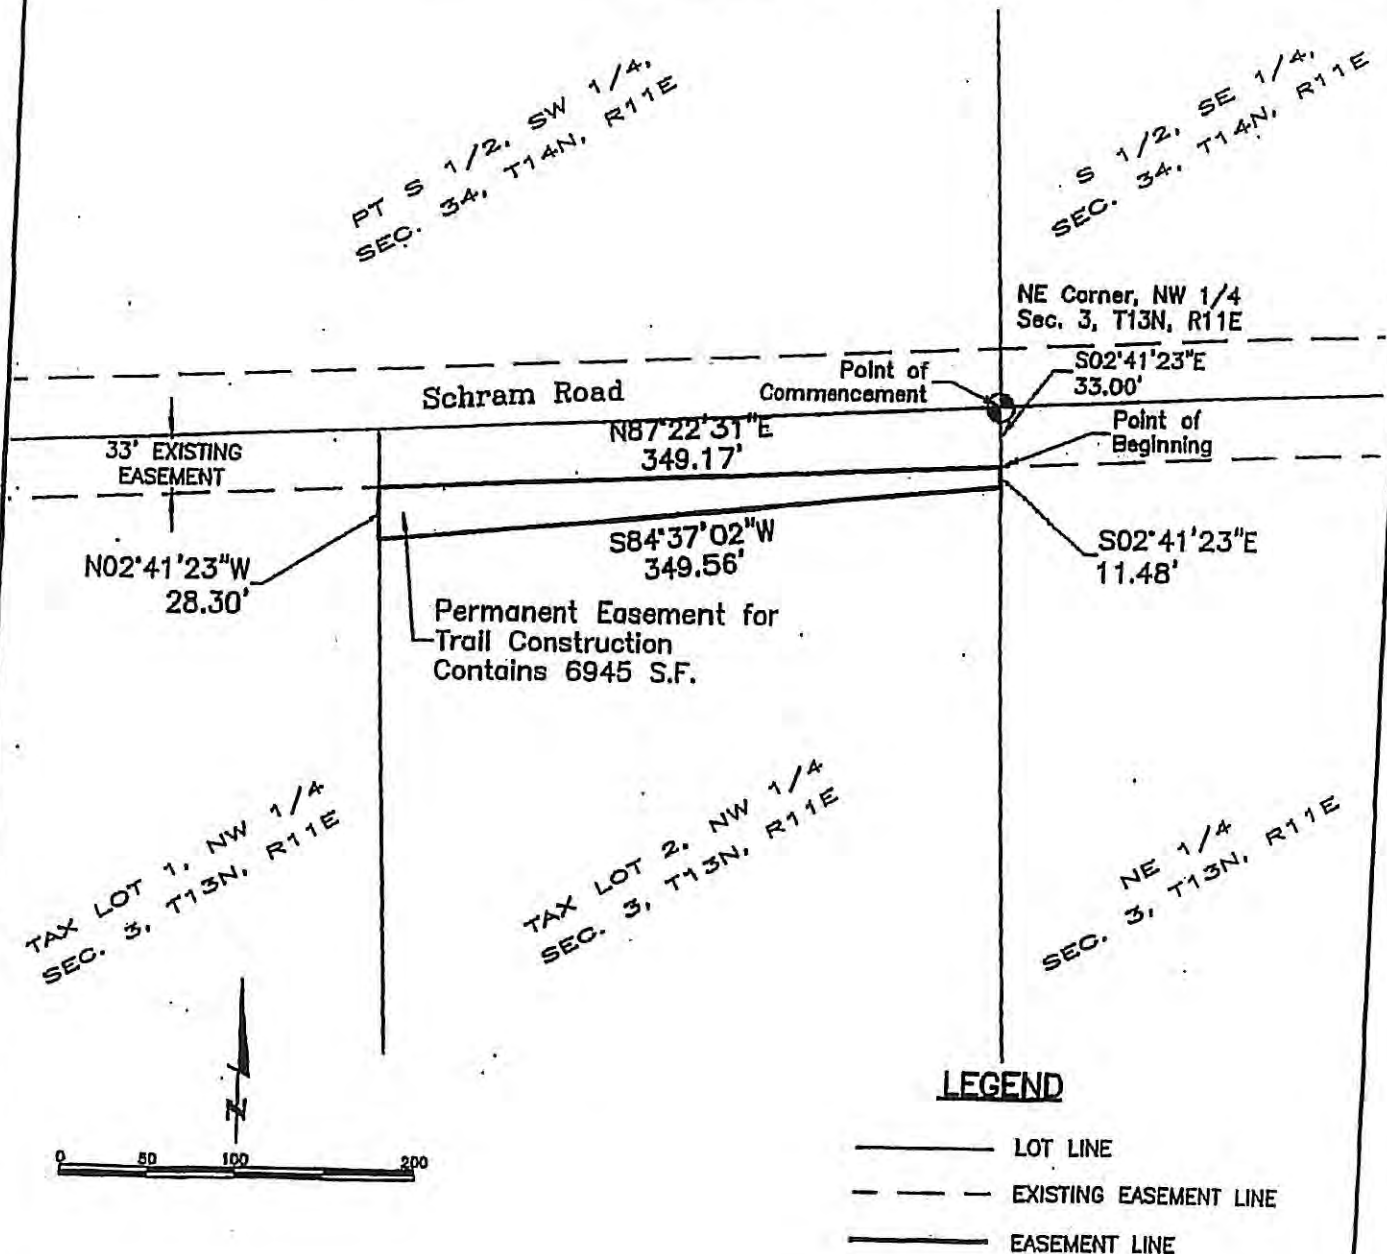 PT S 1/2, SW 1/4,
SEC. 34, T14N, R11E
S 1/2, SE 1/4,
SEC. 34, T14N, R11E
NE Corner, NW 1/4
Sec. 3, T13N, R11E
S02°41'23"E
33.00'
Point of
Commencement
Schram Road
N87°22'31"E
349.17'
Point of
Beginning
33' EXISTING
EASEMENT
S84°37'02"W
349.56'
S02°41'23"E
11.48'
N02°41'23"W
28.30'
Permanent Easement for
Trail Construction
Contains 6945 S.F.
TAX LOT 1, NW 1/4
SEC. 3, T13N, R11E
TAX LOT 2, NW 1/4
SEC. 3, T13N, R11E
NE 1/4
SEC. 3, T13N, R11E
N
0 50 100 200
LEGEND
LOT LINE
EXISTING EASEMENT LINE
EASEMENT LINE